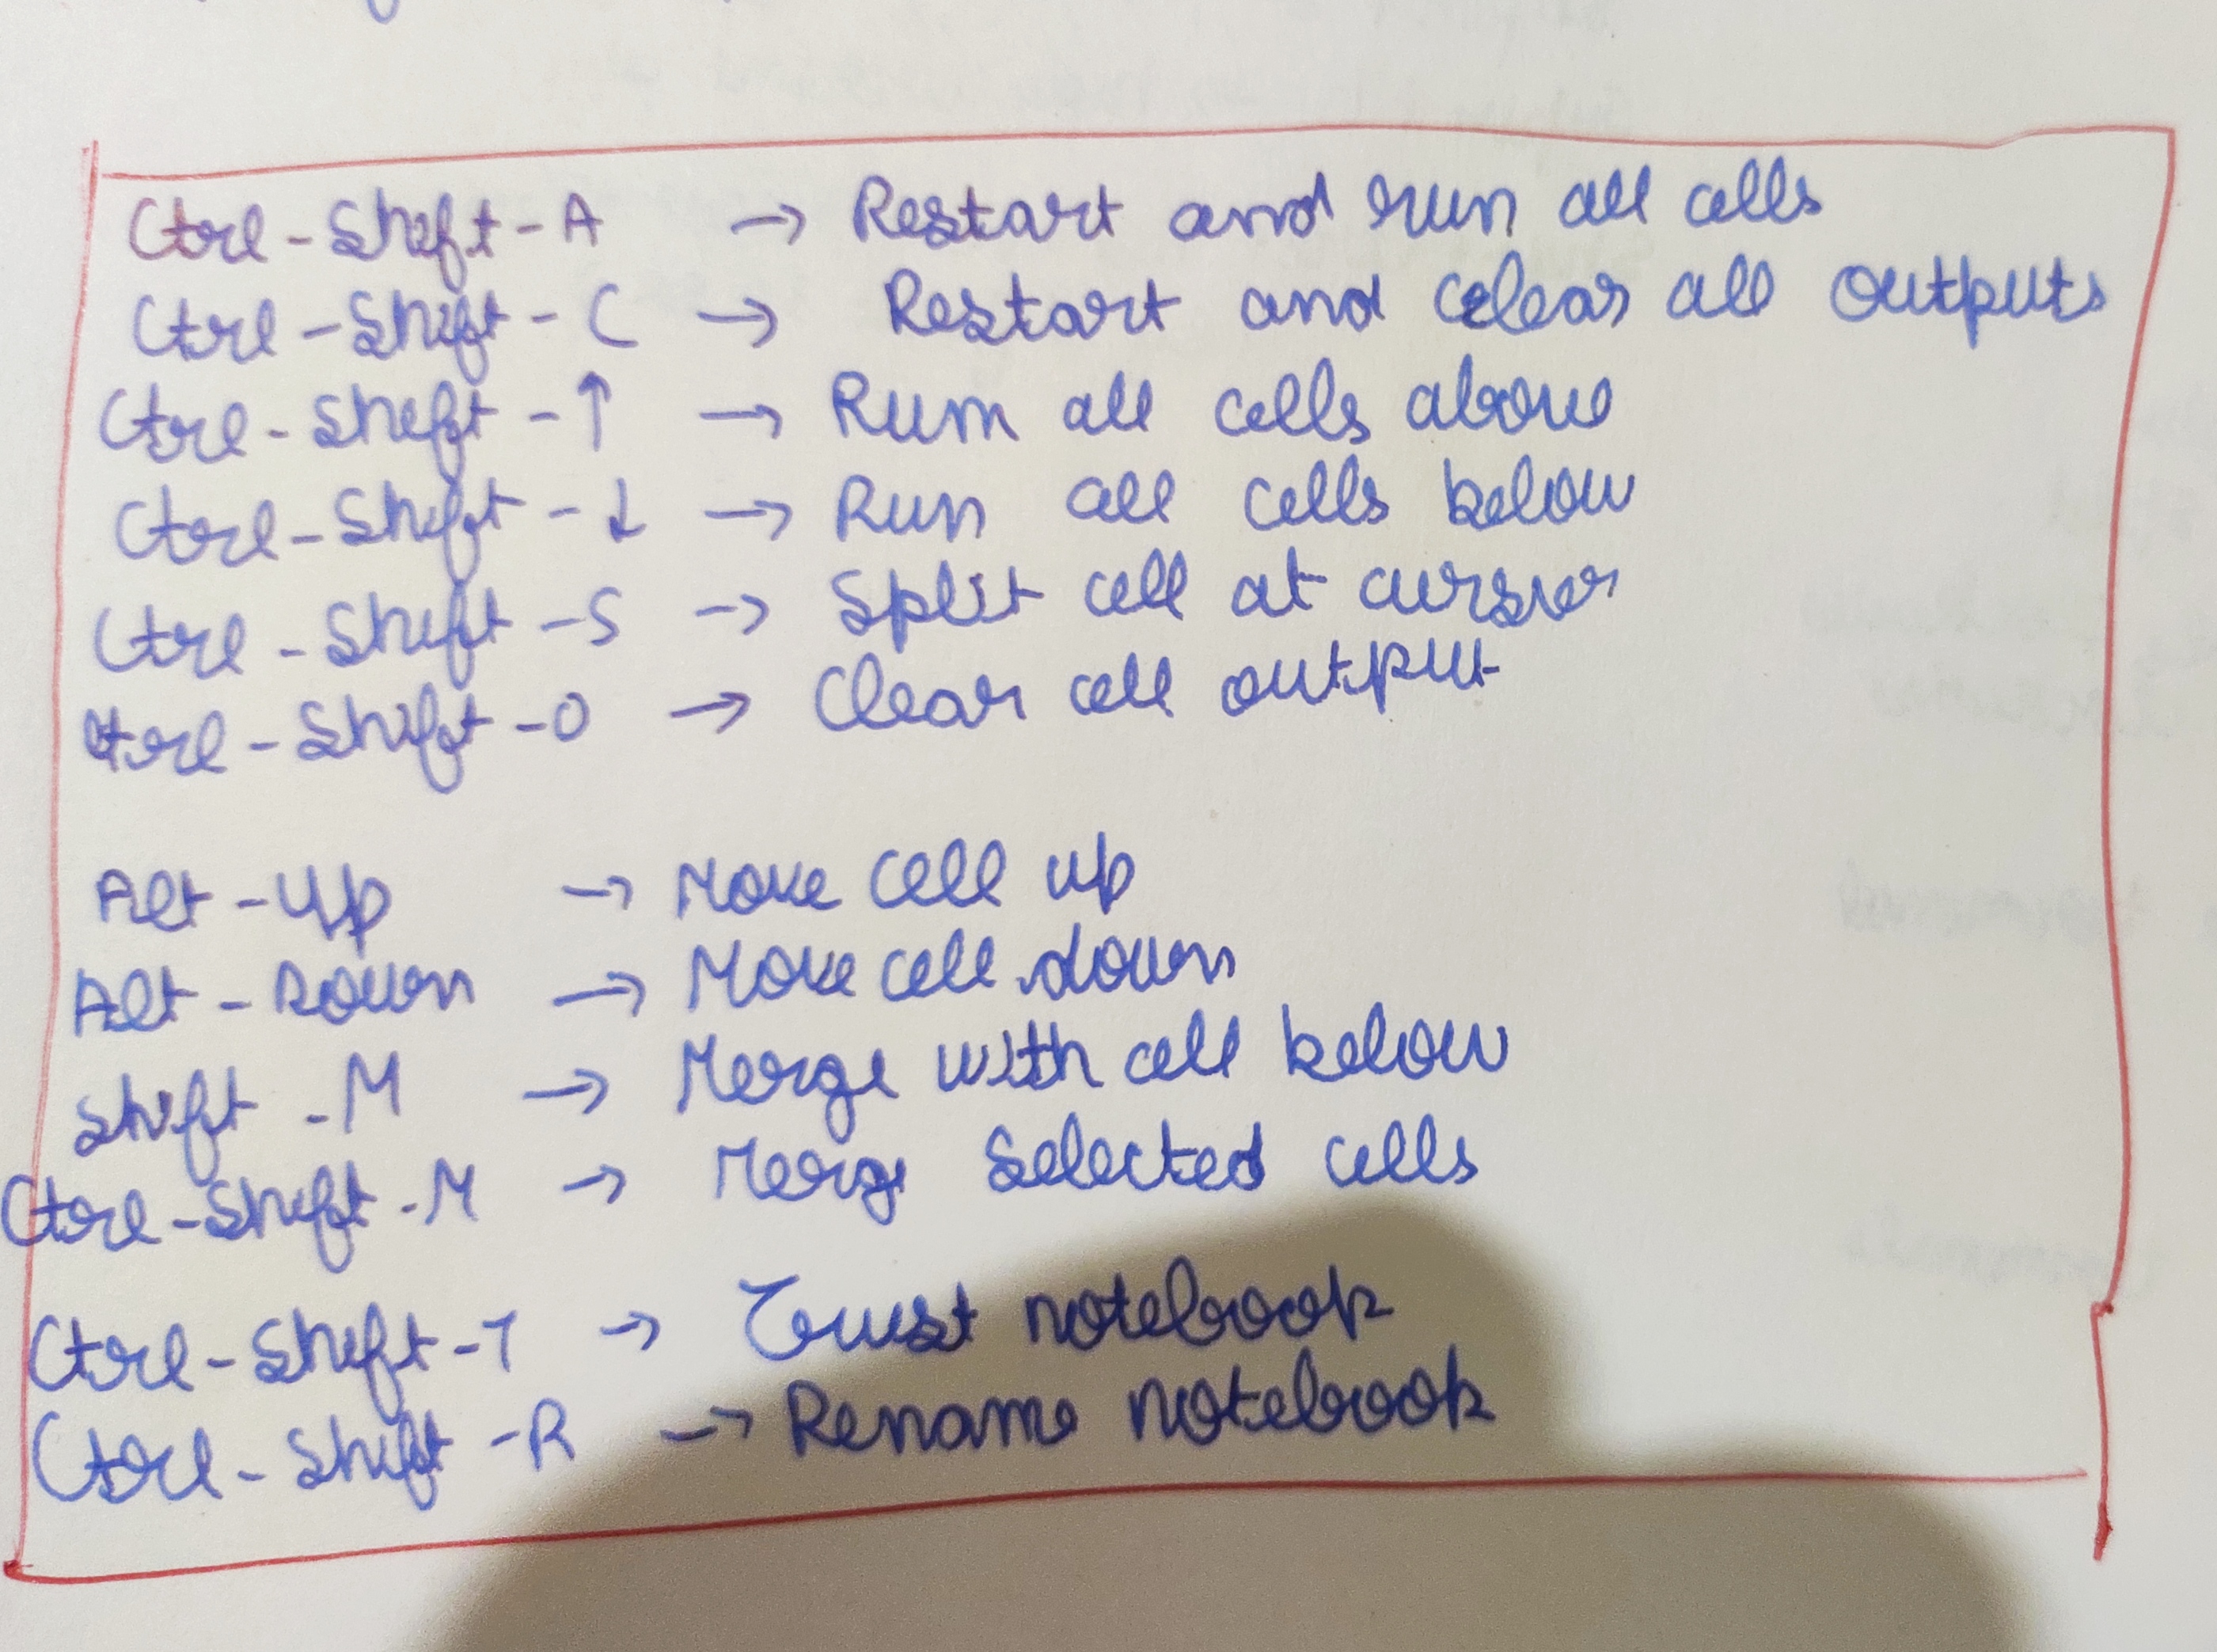 Ctrl - Shift - A → Restart and run all cells
Ctrl - Shift - C → Restart and clear all outputs
Ctrl - Shift - ↑ → Run all cells above
Ctrl - Shift - ↓ → Run all cells below
Ctrl - Shift - S → Split cell at cursor
Ctrl - Shift - O → Clear cell output
Alt - Up → Move cell up
Alt - Down → Move cell down
Shift - M → Merge with cell below
Ctrl - Shift - M → Merge selected cells
Ctrl - Shift - T → Trust notebook
Ctrl - Shift - R → Rename notebook